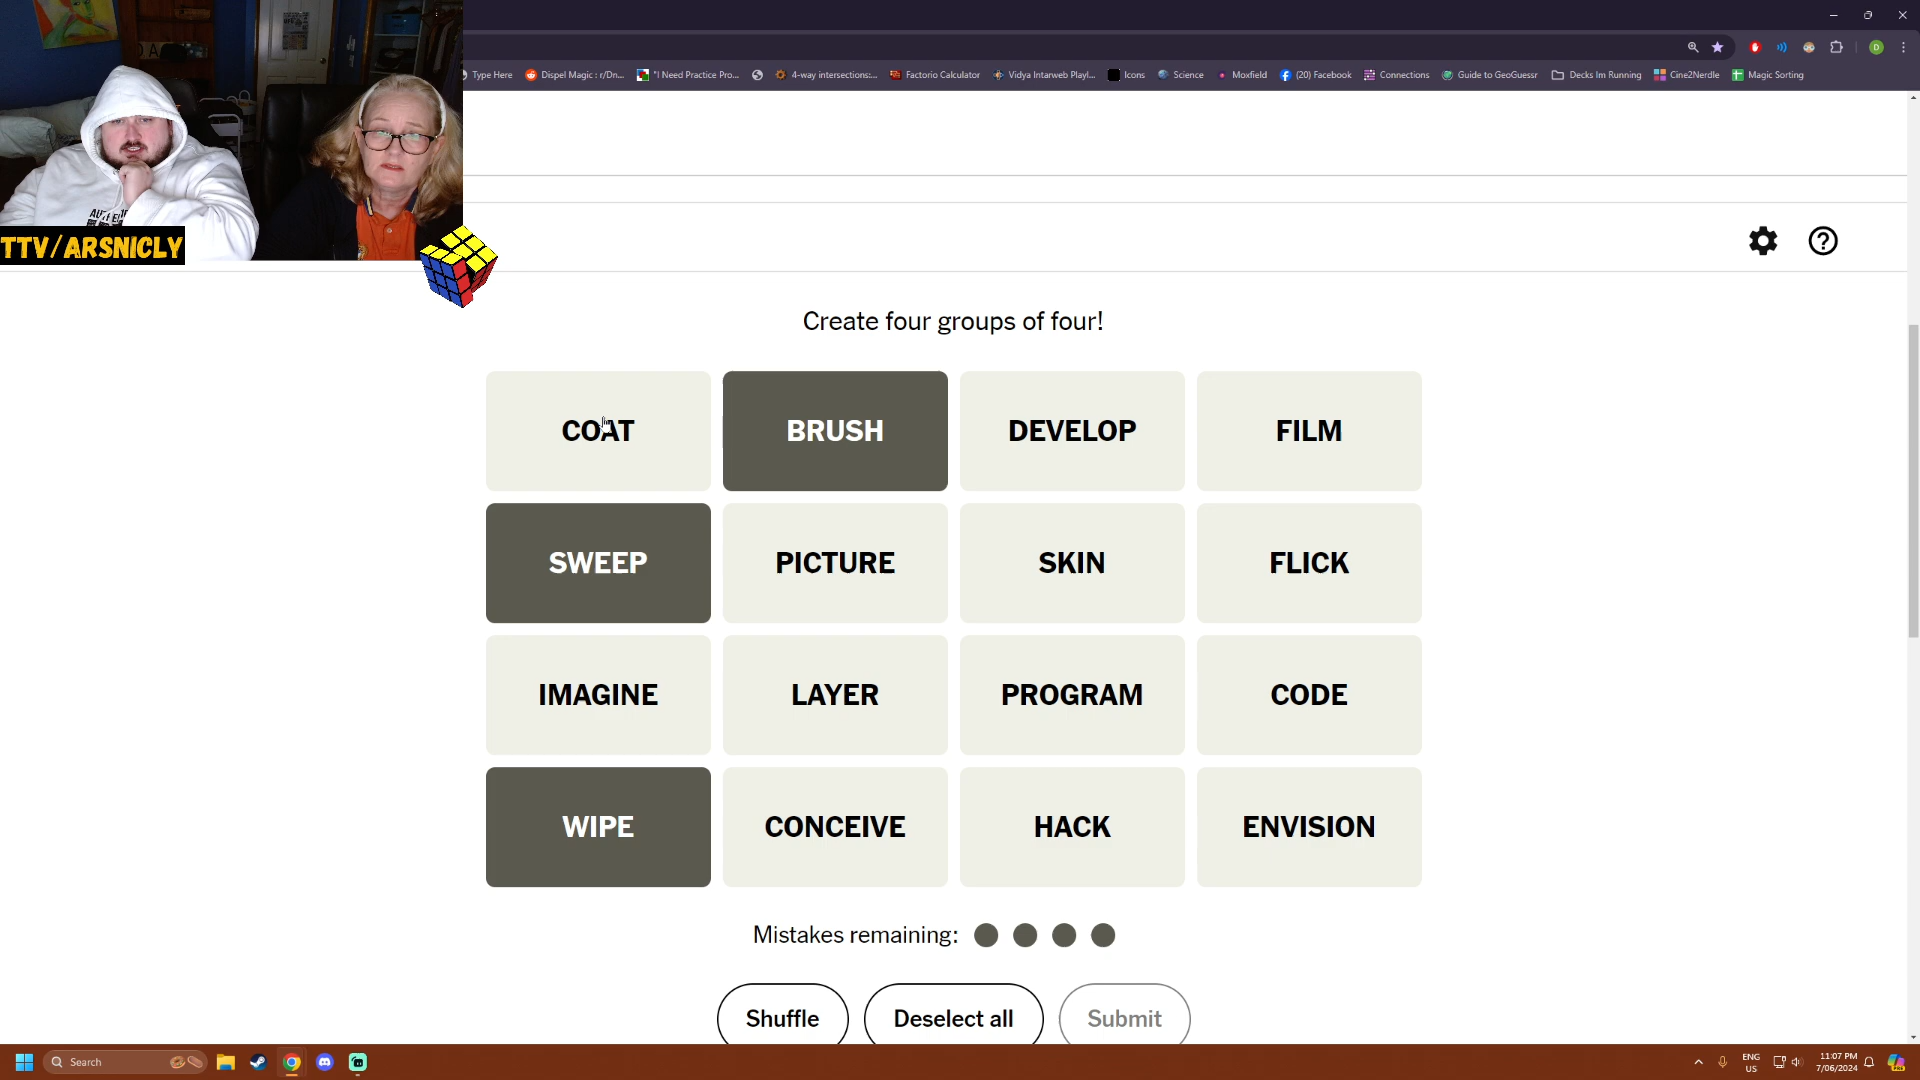 Type Here
Dispel Magic : r/Dn...
"I Need Practice Pro...
4-way intersections:...
Factorio Calculator
Vidya Intarweb Playl...
Icons
Science
Moxfield
(20) Facebook
Connections
Guide to GeoGuessr
Decks Im Running
Cine2Nerdle
Magic Sorting
TTV/ARSNICLY
Create four groups of four!
COAT
BRUSH
DEVELOP
FILM
SWEEP
PICTURE
SKIN
FLICK
IMAGINE
LAYER
PROGRAM
CODE
WIPE
CONCEIVE
HACK
ENVISION
Mistakes remaining:
Shuffle
Deselect all
Submit
Search
ENG
US
11:07 PM
7/06/2024